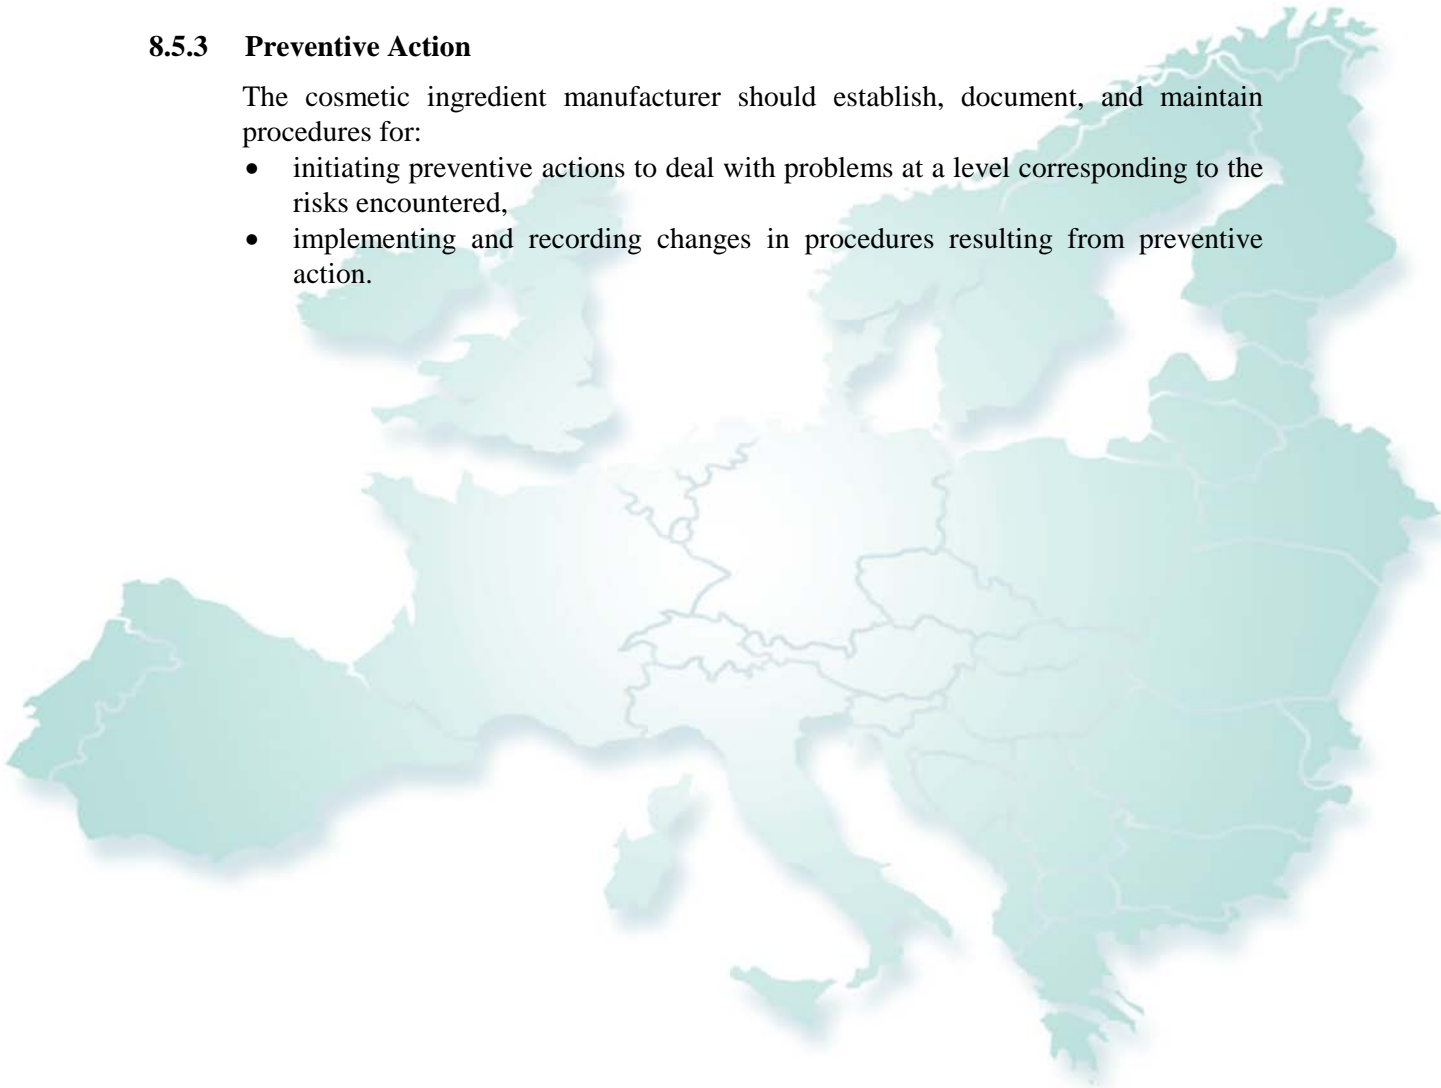 8.5.3 Preventive Action
The cosmetic ingredient manufacturer should establish, document, and maintain
procedures for:
• initiating preventive actions to deal with problems at a level corresponding to the
risks encountered,
• implementing and recording changes in procedures resulting from preventive
action.